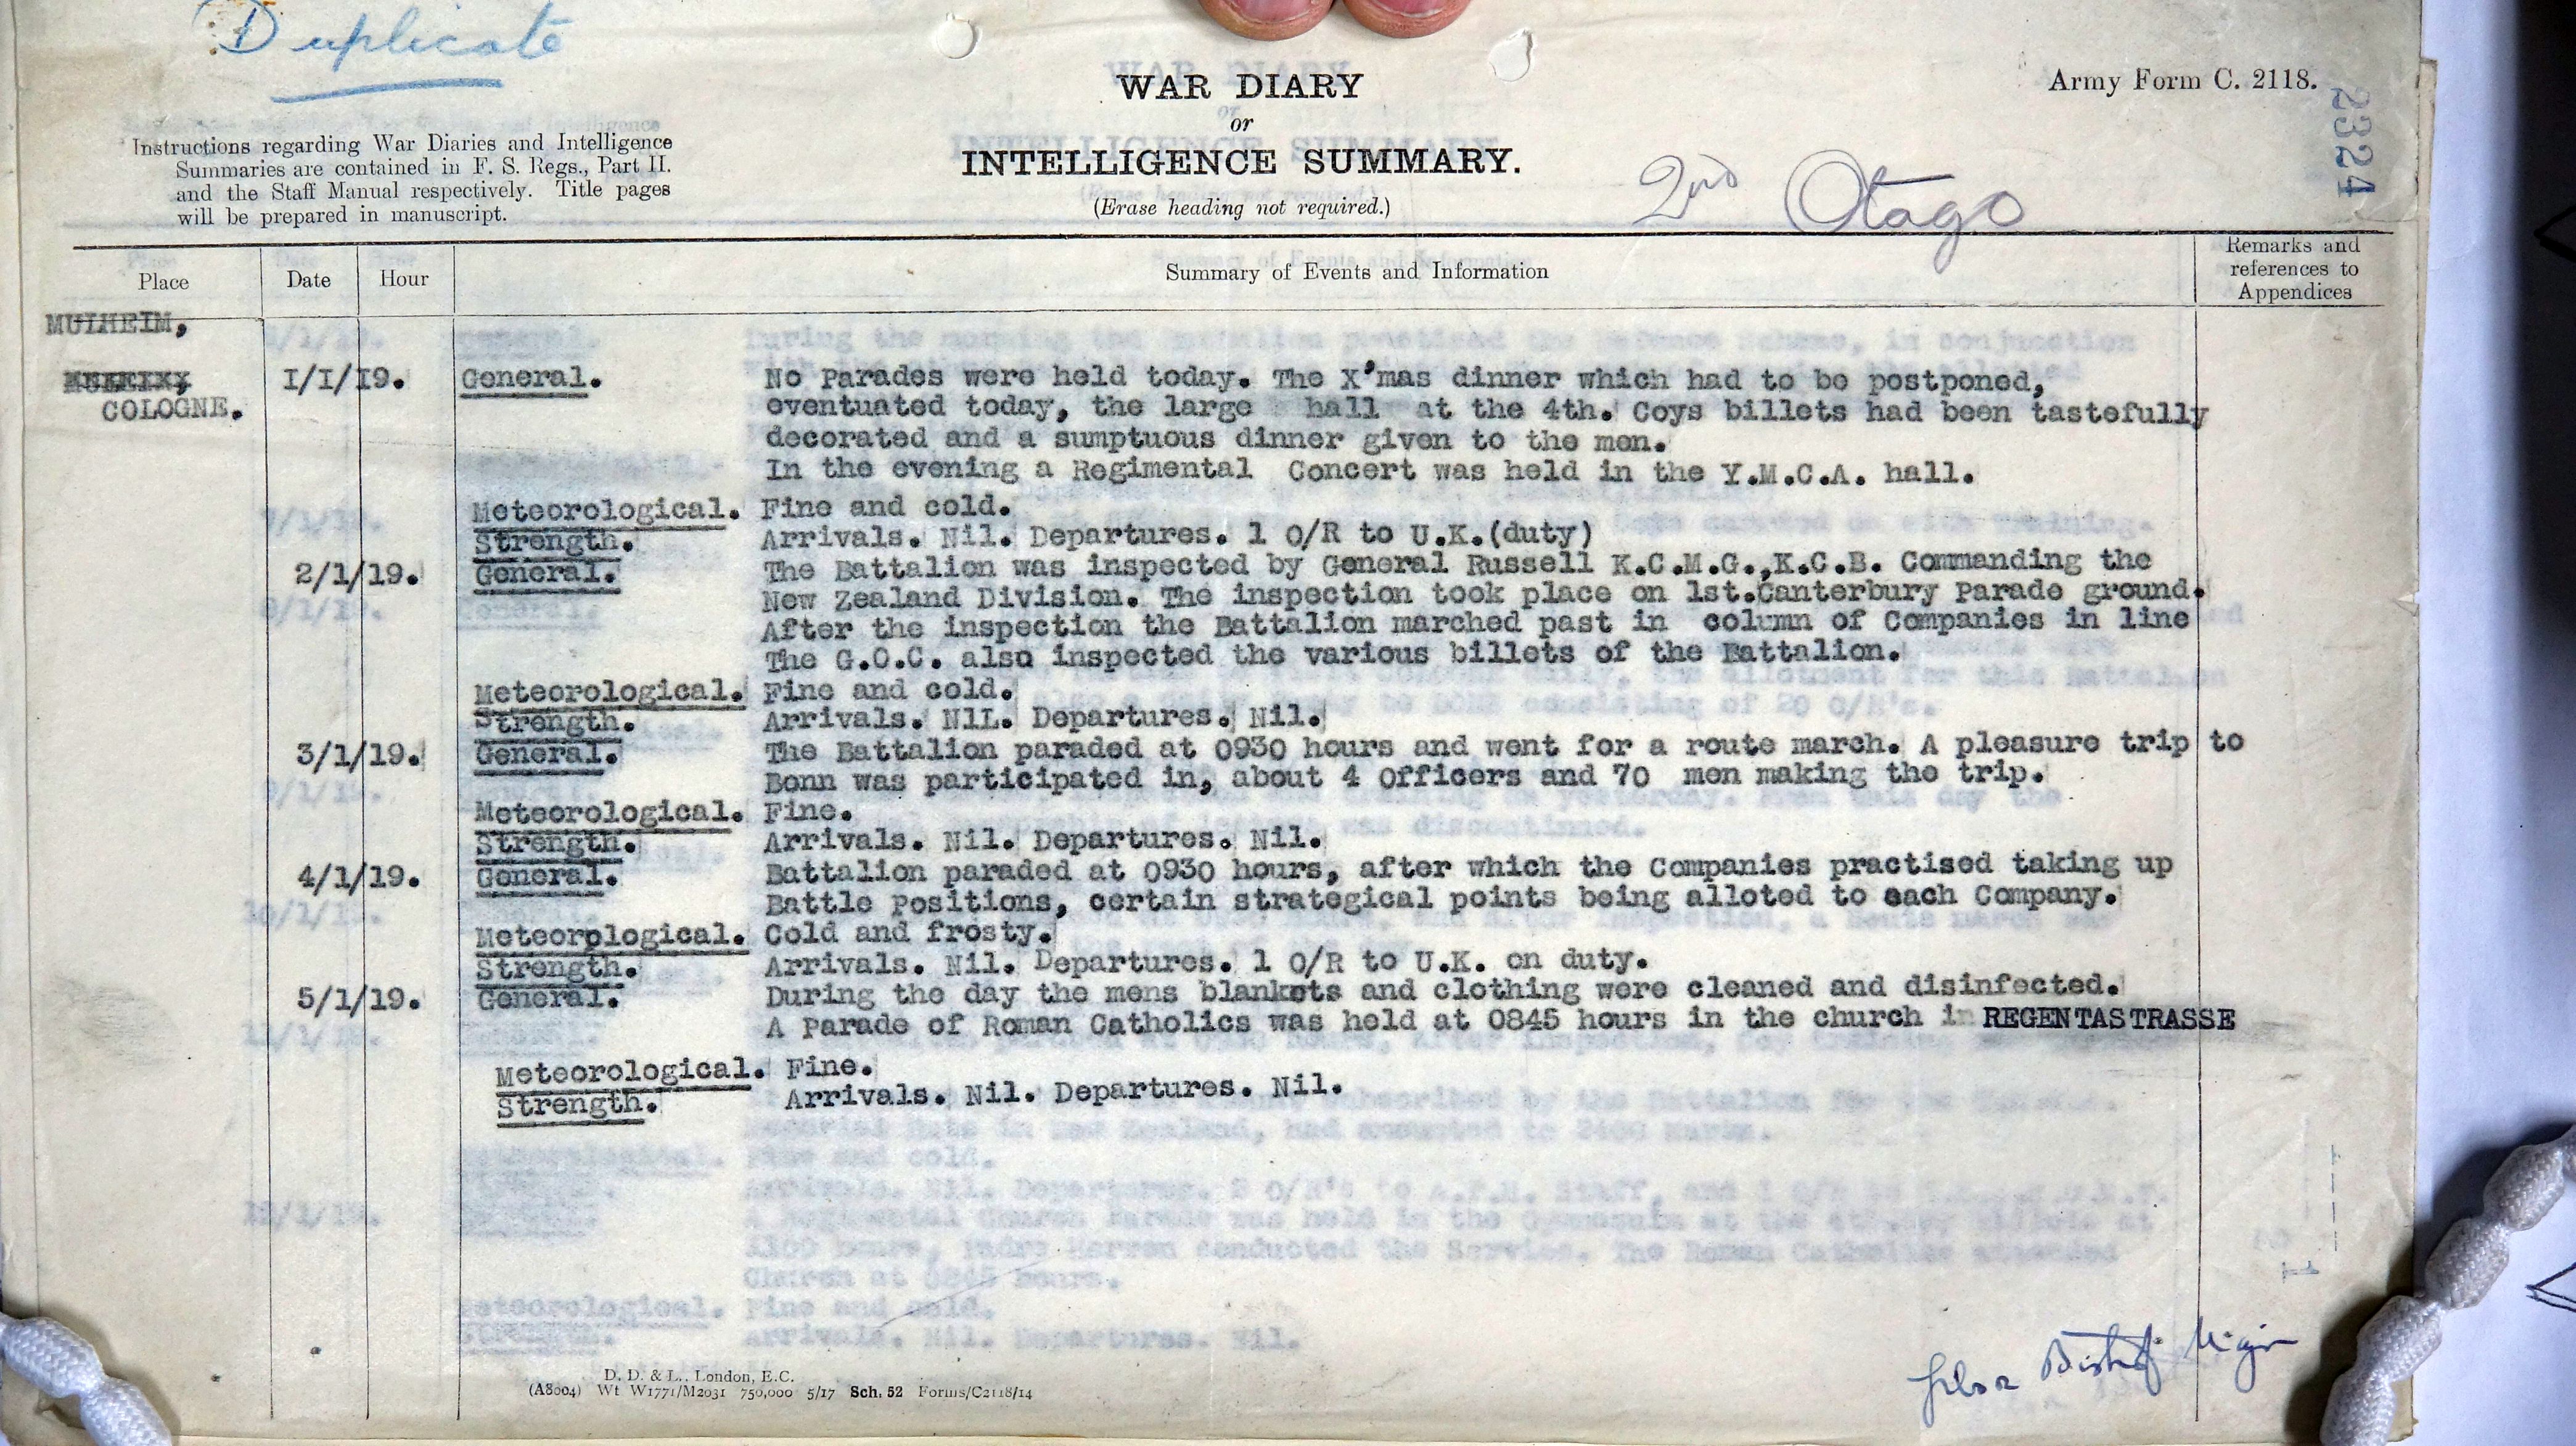 Duplicate
WAR DIARY
or
INTELLIGENCE SUMMARY.
(Erase heading not required.)
Army Form C. 2118.
2324
Instructions regarding War Diaries and Intelligence
Summaries are contained in F. S. Regs., Part II.
and the Staff Manual respectively. Title pages
will be prepared in manuscript.
2nd Otago
Place Date Hour Summary of Events and Information Remarks and references to Appendices
MULHEIM,
COLOGNE.
I/I/I9. General. No Parades were held today. The X'mas dinner which had to be postponed,
eventuated today, the large hall at the 4th. Coys billets had been tastefully
decorated and a sumptuous dinner given to the men.
In the evening a Regimental Concert was held in the Y.M.C.A. hall.
Meteorological. Fine and cold.
Strength. Arrivals. Nil. Departures. 1 O/R to U.K.(duty)
2/1/19. General. The Battalion was inspected by General Russell K.C.M.G.,K.C.B. Commanding the
New Zealand Division. The inspection took place on 1st.Canterbury Parade ground.
After the inspection the Battalion marched past in column of Companies in line
The G.O.C. also inspected the various billets of the Battalion.
Meteorological. Fine and cold.
Strength. Arrivals. N1L. Departures. Nil.
3/1/19. General. The Battalion paraded at 0930 hours and went for a route march. A pleasure trip to
Bonn was participated in, about 4 Officers and 70 men making the trip.
Meteorological. Fine.
Strength. Arrivals. Nil. Departures. Nil.
4/1/19. General. Battalion paraded at 0930 hours, after which the Companies practised taking up
Battle Positions, certain strategical points being alloted to each Company.
Meteorological. Cold and frosty.
Strength. Arrivals. Nil. Departures. 1 O/R to U.K. on duty.
5/1/19. General. During the day the mens blankets and clothing were cleaned and disinfected.
A Parade of Roman Catholics was held at 0845 hours in the church in REGENTASTRASSE
Meteorological. Fine.
Strength. Arrivals. Nil. Departures. Nil.
D. D. & L., London, E.C.
(A8004) Wt W1771/M2031 750,000 5/17 Sch. 52 Forms/C2118/14